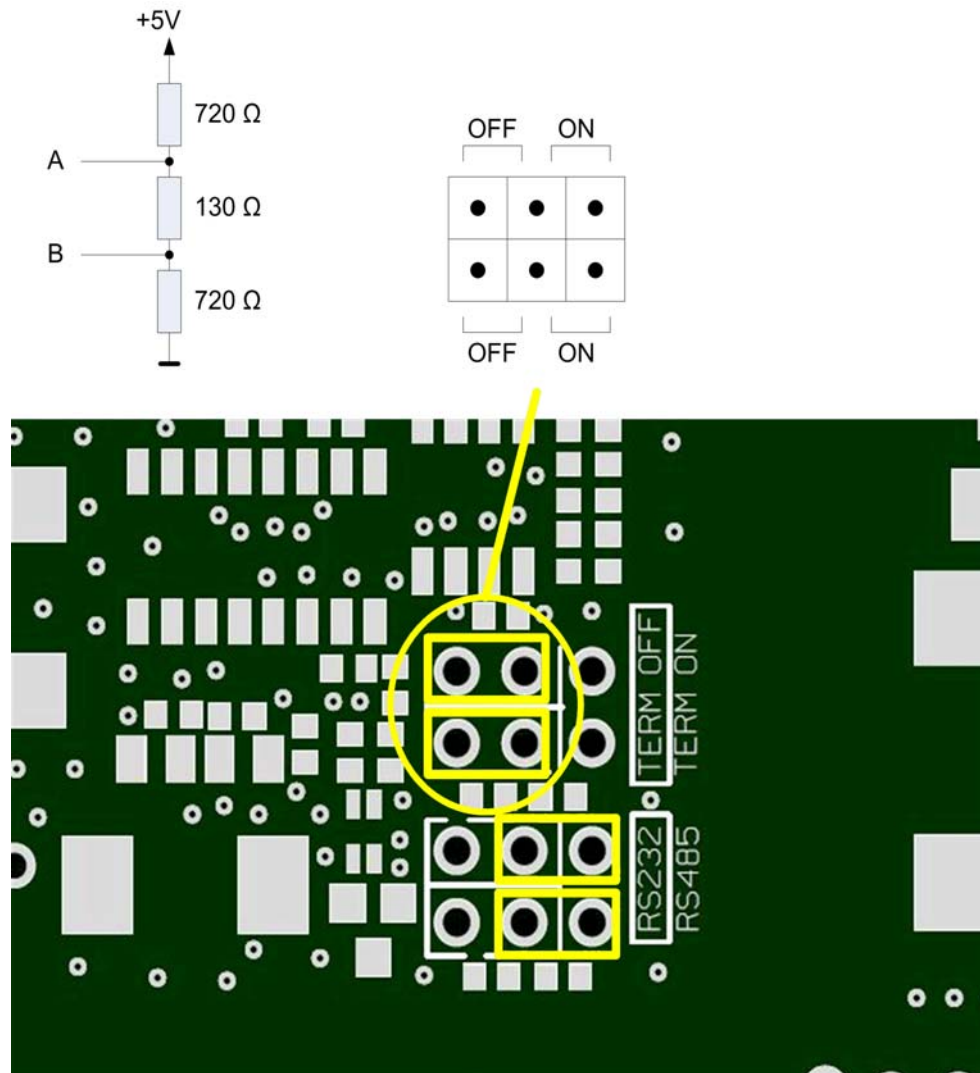 +5V
720 Ω
A
130 Ω
B
720 Ω
OFF ON
OFF ON
TERM OFF
TERM ON
RS232
RS485